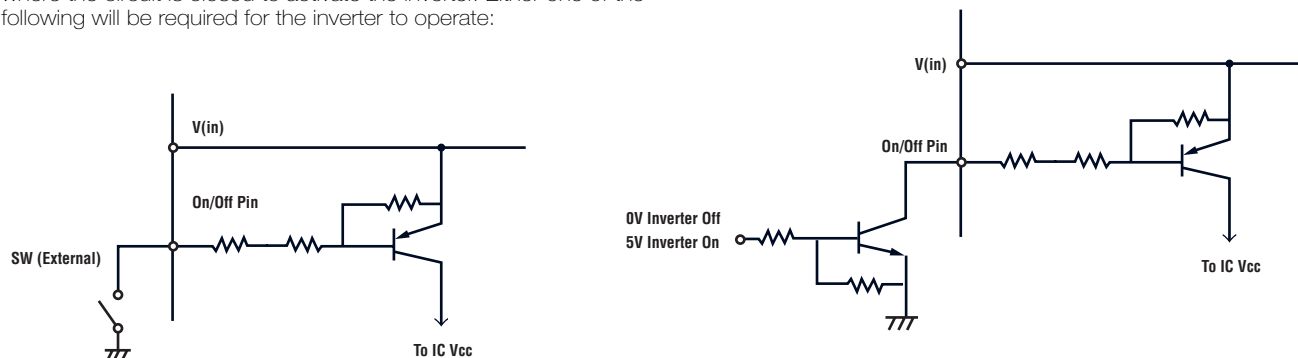 where the circuit is closed to activate the inverter. Either one of the
following will be required for the inverter to operate:
V(in)
On/Off Pin
SW (External)
To IC Vcc
V(in)
On/Off Pin
0V Inverter Off
5V Inverter On
To IC Vcc